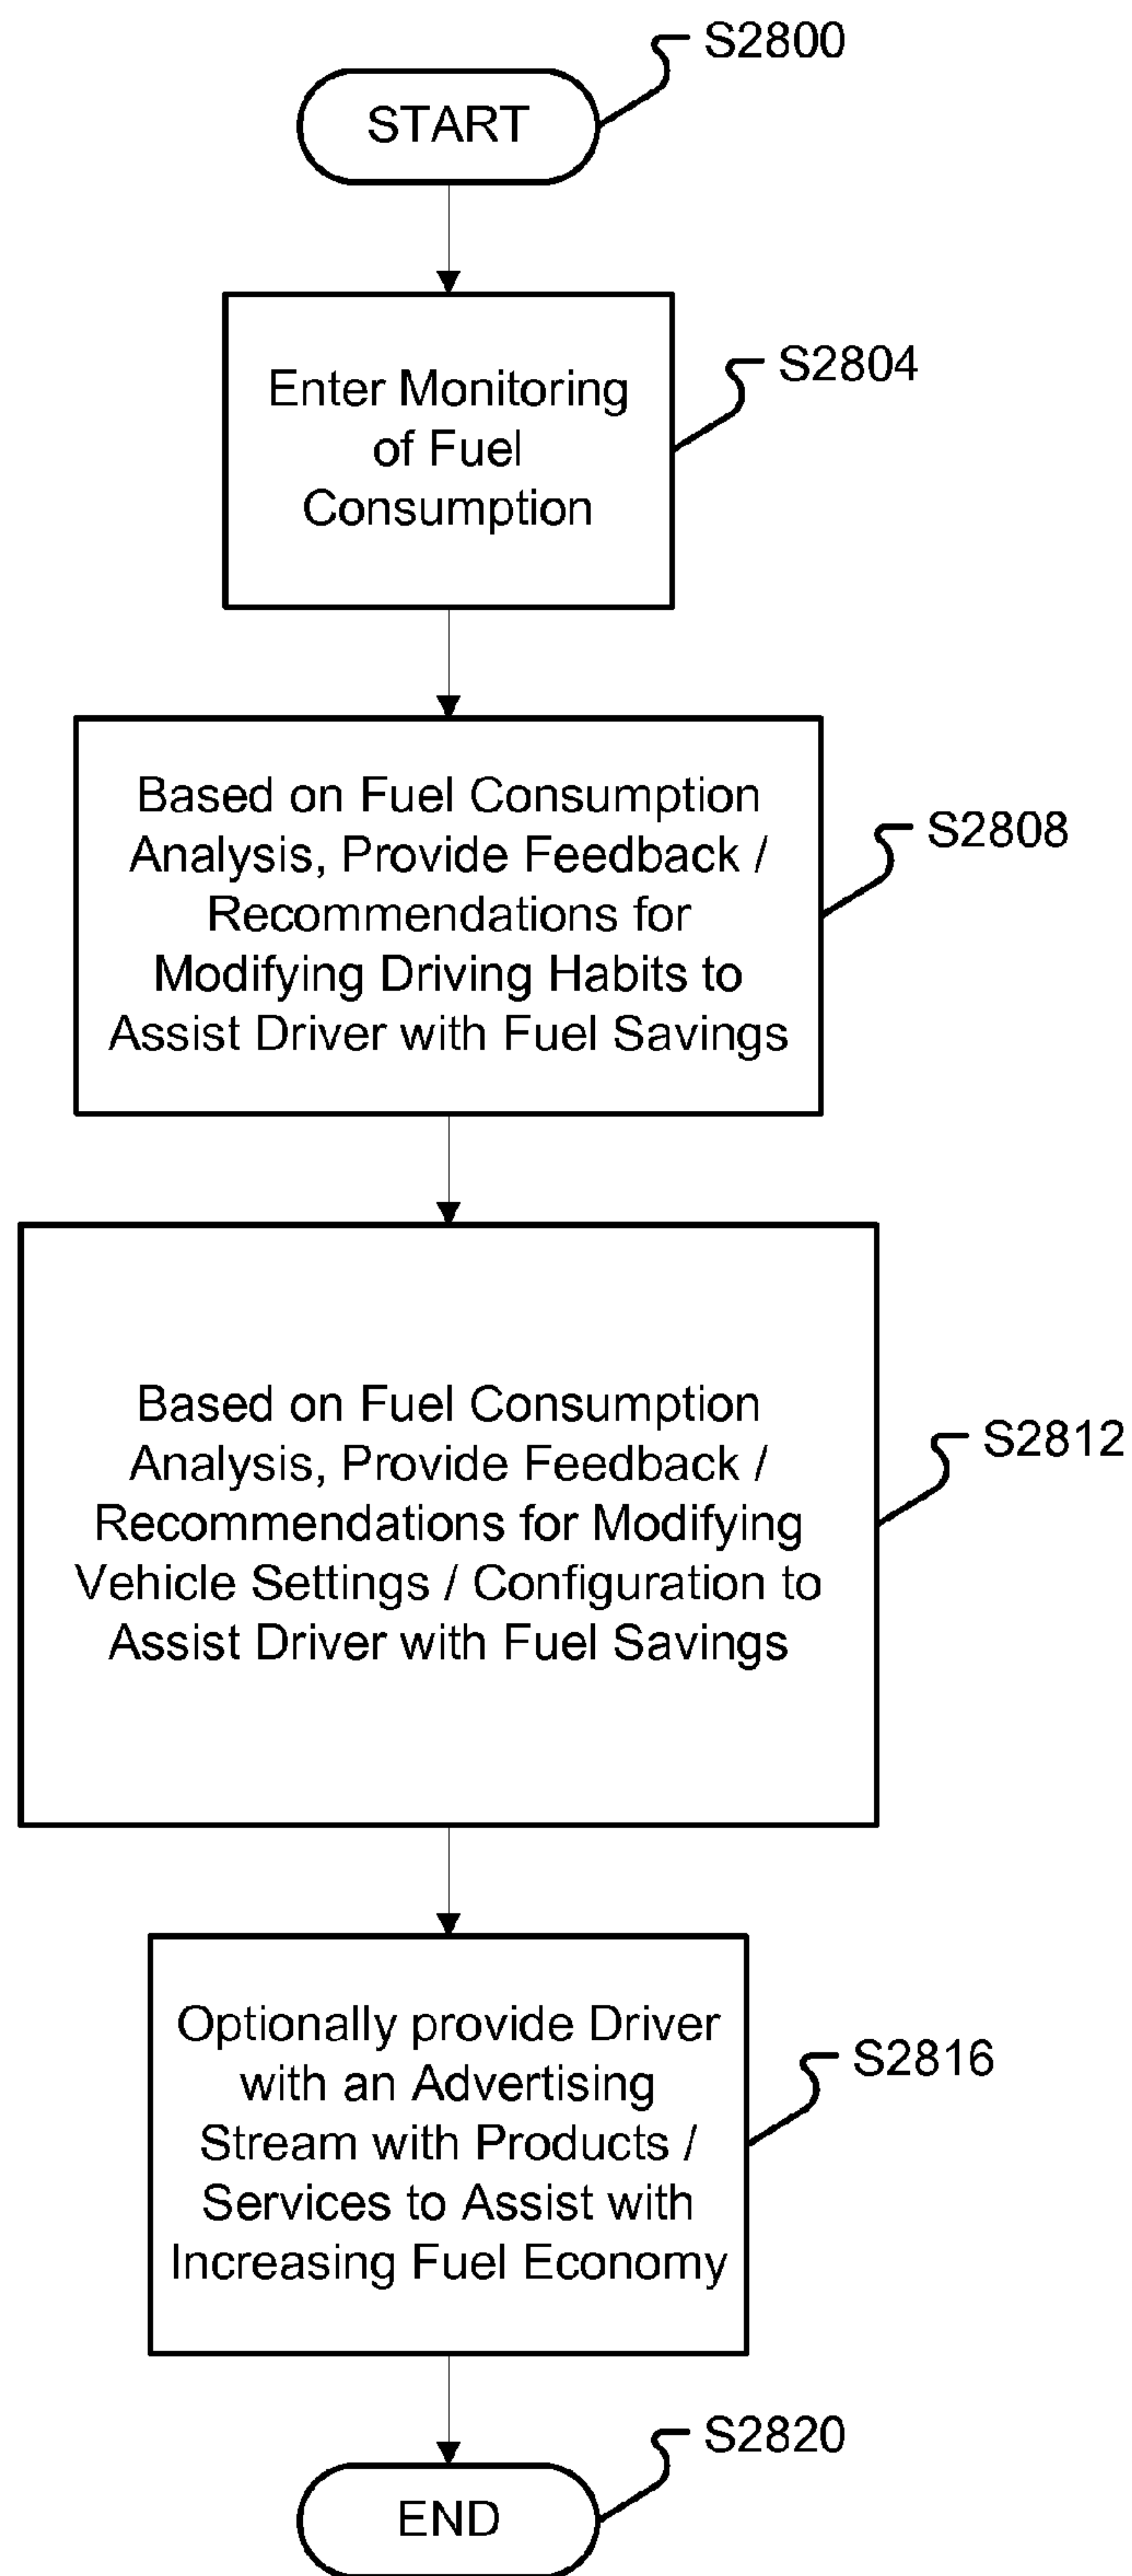 S2800
START
Enter Monitoring
of Fuel
Consumption
S2804
Based on Fuel Consumption
Analysis, Provide Feedback /
Recommendations for
Modifying Driving Habits to
Assist Driver with Fuel Savings
S2808
Based on Fuel Consumption
Analysis, Provide Feedback /
Recommendations for Modifying
Vehicle Settings / Configuration to
Assist Driver with Fuel Savings
S2812
Optionally provide Driver
with an Advertising
Stream with Products /
Services to Assist with
Increasing Fuel Economy
S2816
S2820
END